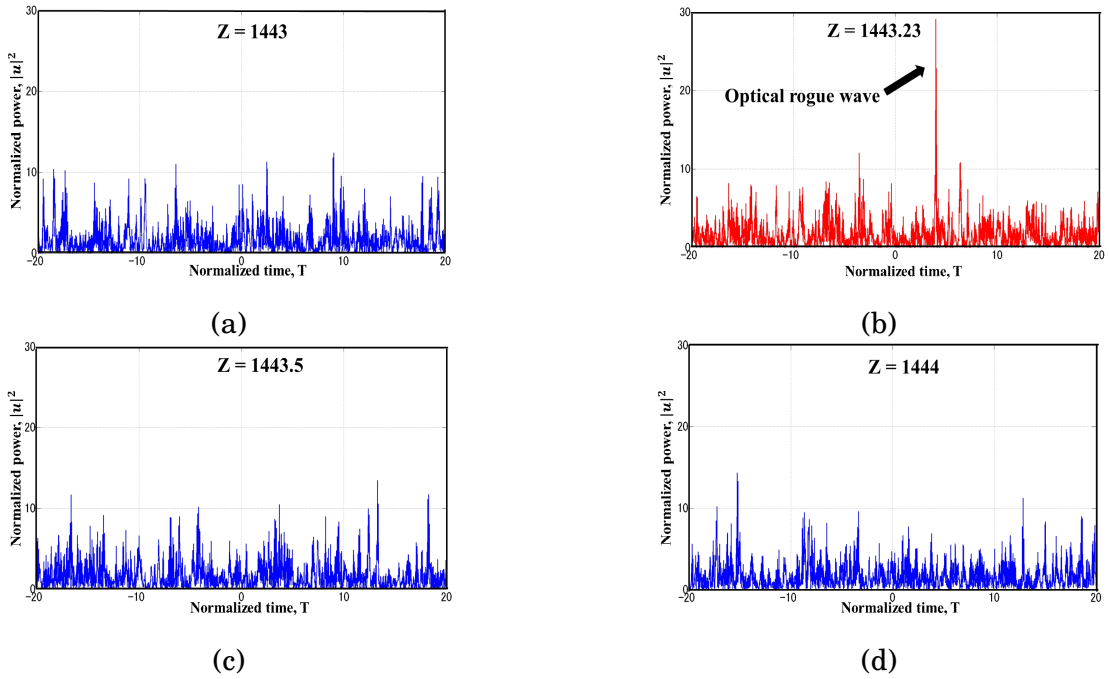 30
Z = 1443
20
10
0
-20
-10
0
10
20
Normalized power, |u|²
Normalized time, T
(a)
30
Z = 1443.23
Optical rogue wave
20
10
0
-20
-10
0
10
20
Normalized power, |u|²
Normalized time, T
(b)
30
Z = 1443.5
20
10
0
-20
-10
0
10
20
Normalized power, |u|²
Normalized time, T
(c)
30
Z = 1444
20
10
0
-20
-10
0
10
20
Normalized power, |u|²
Normalized time, T
(d)